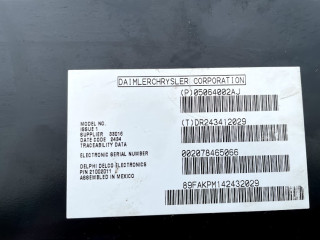 DAIMLERCHRYSLER CORPORATION
(P)05064002AJ
MODEL NO.
ISSUE 1
SUPPLIER 33016
DATE CODE 2434
TRACEABILITY DATA
(T)DR243412029
ELECTRONIC SERIAL NUMBER
002078465066
DELPHI DELCO ELECTRONICS
P/N 21002011
ASSEMBLED IN MEXICO
89FAKPM142432029